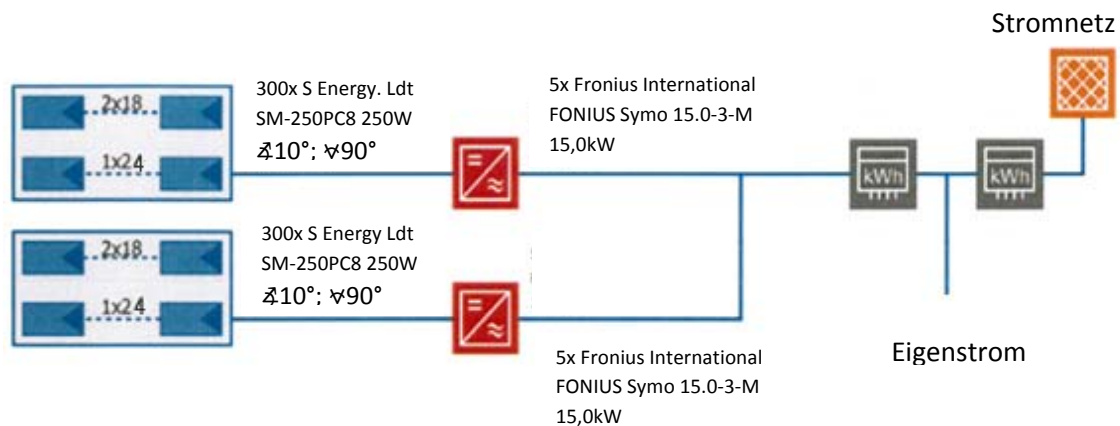 Stromnetz
300x S Energy. Ldt
SM-250PC8 250W
∡10°; ∀90°
5x Fronius International
FONIUS Symo 15.0-3-M
15,0kW
2x18
1x24
kWh
kWh
300x S Energy Ldt
SM-250PC8 250W
∡10°; ∀90°
2x18
1x24
5x Fronius International
FONIUS Symo 15.0-3-M
15,0kW
Eigenstrom